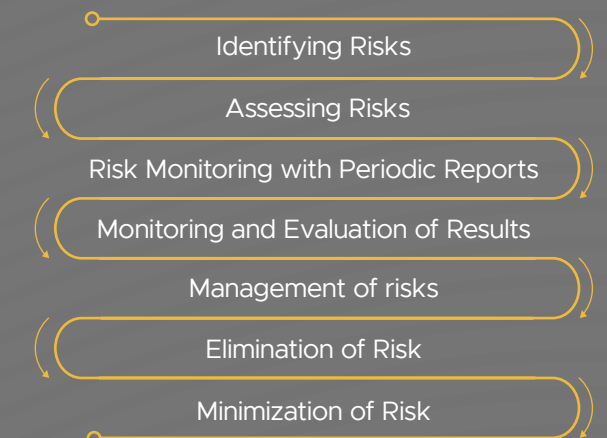 Identifying Risks
Assessing Risks
Risk Monitoring with Periodic Reports
Monitoring and Evaluation of Results
Management of risks
Elimination of Risk
Minimization of Risk